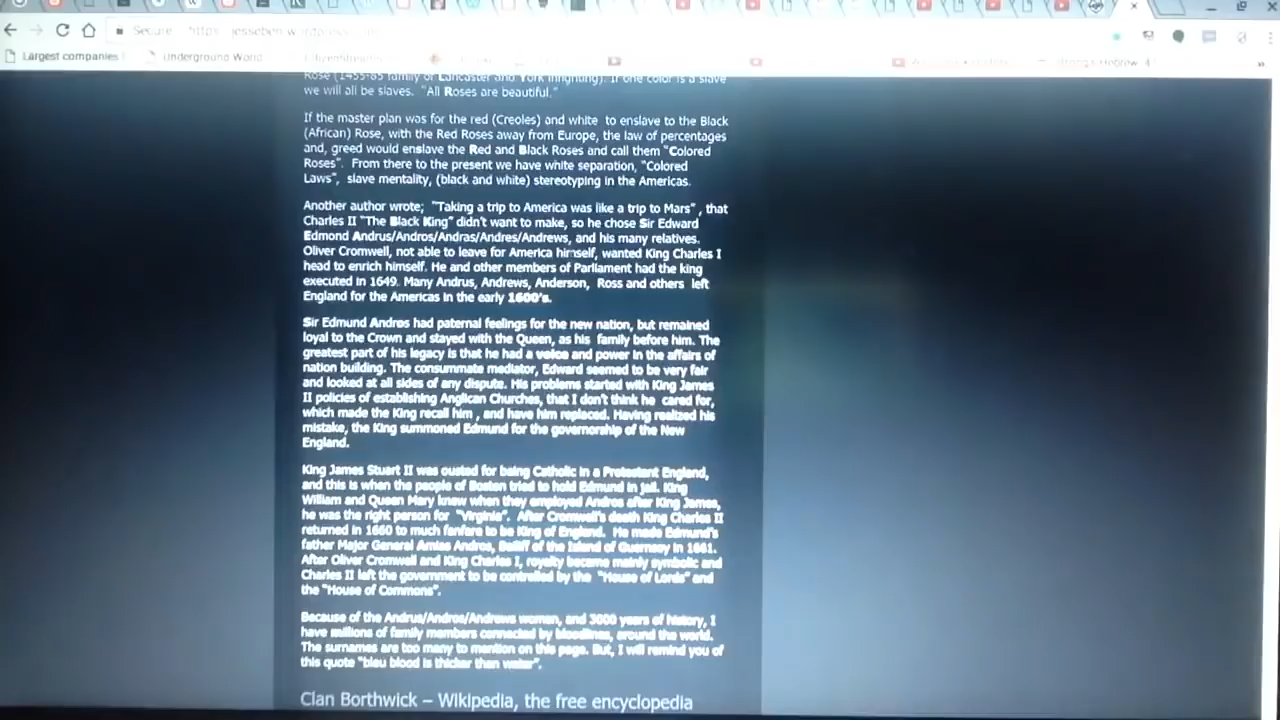 Secure
Largest companies
Underground World
Rose (1455-85 family of Lancaster and York infighting). If one color is a slave
we will all be slaves. "All Roses are beautiful."
If the master plan was for the red (Creoles) and white to enslave to the Black
(African) Rose, with the Red Roses away from Europe, the law of percentages
and, greed would enslave the Red and Black Roses and call them "Colored
Roses". From there to the present we have white separation, "Colored
Laws", slave mentality, (black and white) stereotyping in the Americas.
Another author wrote; "Taking a trip to America was like a trip to Mars" , that
Charles II "The Black King" didn't want to make, so he chose Sir Edward
Edmond Andrus/Andros/Andras/Andres/Andrews, and his many relatives.
Oliver Cromwell, not able to leave for America himself, wanted King Charles I
head to enrich himself. He and other members of Parliament had the king
executed in 1649. Many Andrus, Andrews, Anderson, Ross and others left
England for the Americas in the early 1600's.
Sir Edmund Andros had paternal feelings for the new nation, but remained
loyal to the Crown and stayed with the Queen, as his family before him. The
greatest part of his legacy is that he had a voice and power in the affairs of
nation building. The consummate mediator, Edward seemed to be very fair
and looked at all sides of any dispute. His problems started with King James
II policies of establishing Anglican Churches, that I don't think he cared for,
which made the King recall him , and have him replaced. Having realized his
mistake, the King summoned Edmund for the governorship of the New
England.
King James Stuart II was ousted for being Catholic in a Protestant England,
and this is when the people of Boston tried to hold Edmund in jail. King
William and Queen Mary knew when they employed Andros after King James,
he was the right person for "Virginia". After Cromwell's death King Charles II
returned in 1660 to much fanfare to be King of England. He made Edmund's
father Major General Amias Andros, Bailiff of the Island of Guernsey in 1661.
After Oliver Cromwell and King Charles I, royalty became mainly symbolic and
Charles II left the government to be controlled by the "House of Lords" and
the "House of Commons".
Because of the Andrus/Andros/Andrews women, and 3000 years of history, I
have millions of family members connected by bloodlines, around the world.
The surnames are too many to mention on this page. But, I will remind you of
this quote "bleu blood is thicker than water".
Clan Borthwick – Wikipedia, the free encyclopedia